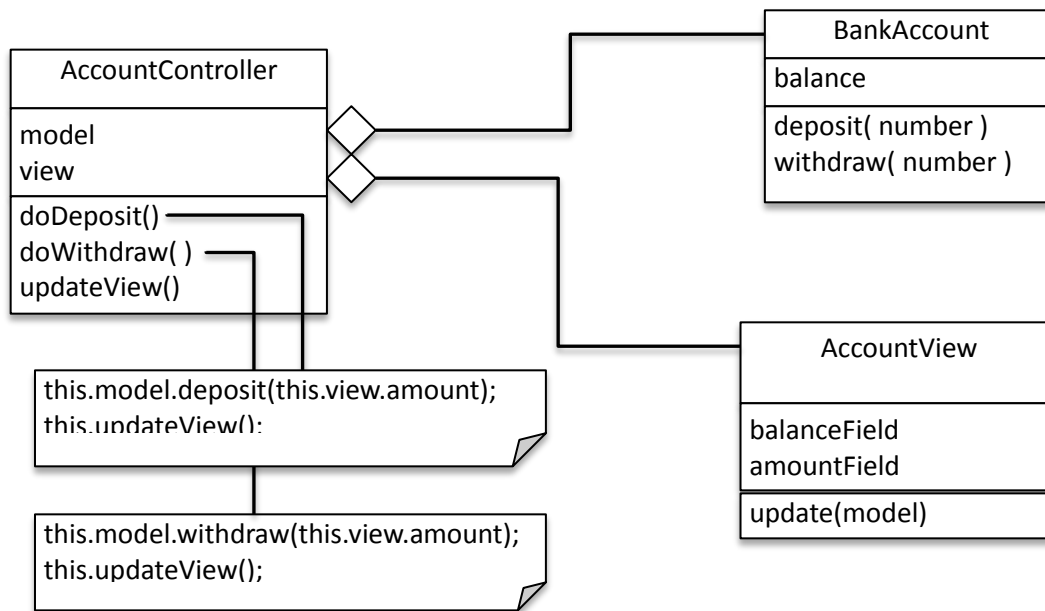 AccountController
model
view
doDeposit()
doWithdraw( )
updateView()
BankAccount
balance
deposit( number )
withdraw( number )
AccountView
balanceField
amountField
update(model)
this.model.deposit(this.view.amount);
this.updateView();
this.model.withdraw(this.view.amount);
this.updateView();